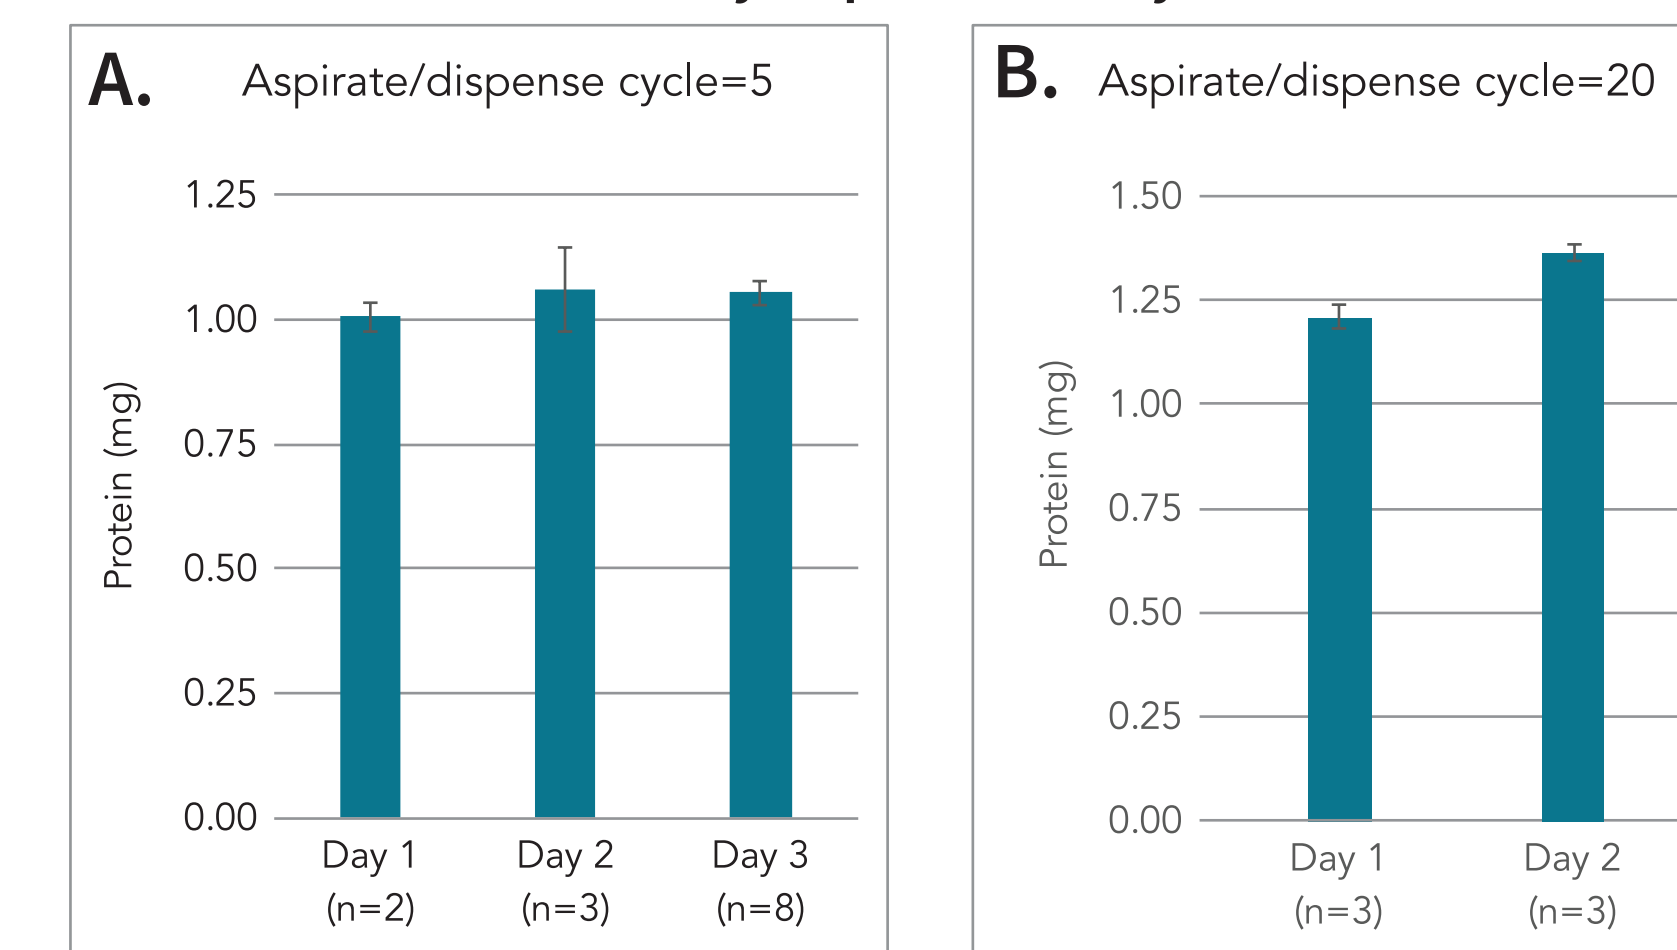 A.
Aspirate/dispense cycle=5
1.25
1.00
0.75
0.50
0.25
0.00
Protein (mg)
Day 1
(n=2)
Day 2
(n=3)
Day 3
(n=8)
B.
Aspirate/dispense cycle=20
1.50
1.25
1.00
0.75
0.50
0.25
0.00
Protein (mg)
Day 1
(n=3)
Day 2
(n=3)